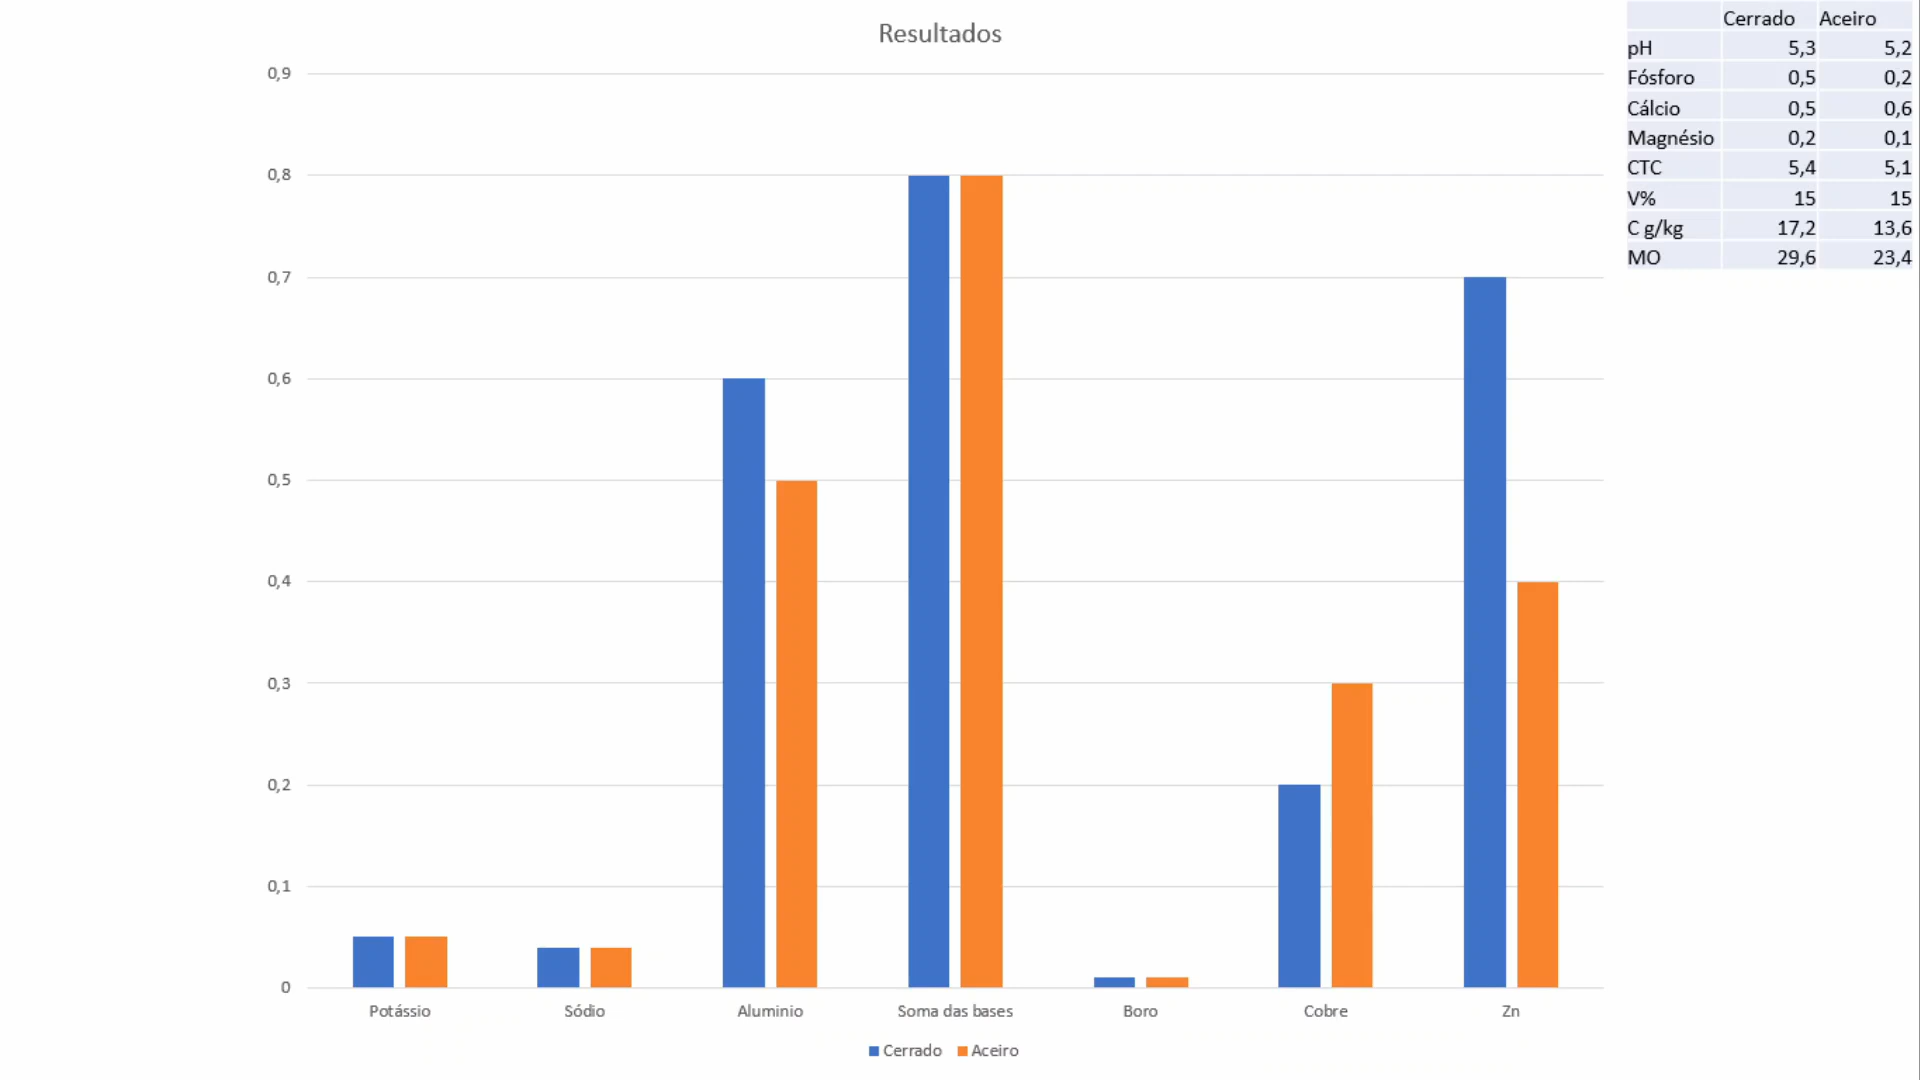 Resultados
0,9
0,8
0,7
0,6
0,5
0,4
0,3
0,2
0,1
0
Potássio Sódio Aluminio Soma das bases Boro Cobre Zn
Cerrado Aceiro
Cerrado Aceiro
pH 5,3 5,2
Fósforo 0,5 0,2
Cálcio 0,5 0,6
Magnésio 0,2 0,1
CTC 5,4 5,1
V% 15 15
C g/kg 17,2 13,6
MO 29,6 23,4